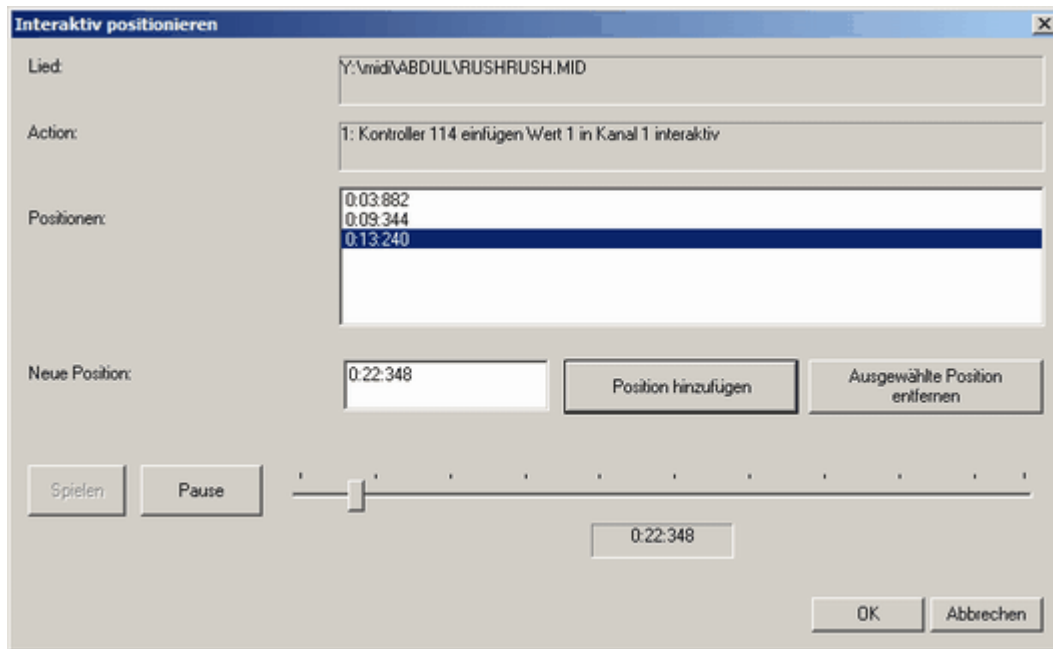 Interaktiv positionieren
Lied:
Y:\midi\ABDUL\RUSHRUSH.MID
Action:
1: Kontroller 114 einfügen Wert 1 in Kanal 1 interaktiv
Positionen:
0:03:882
0:09:344
0:13:240
Neue Position:
0:22:348
Position hinzufügen
Ausgewählte Position
entfernen
Spielen
Pause
0:22:348
OK
Abbrechen